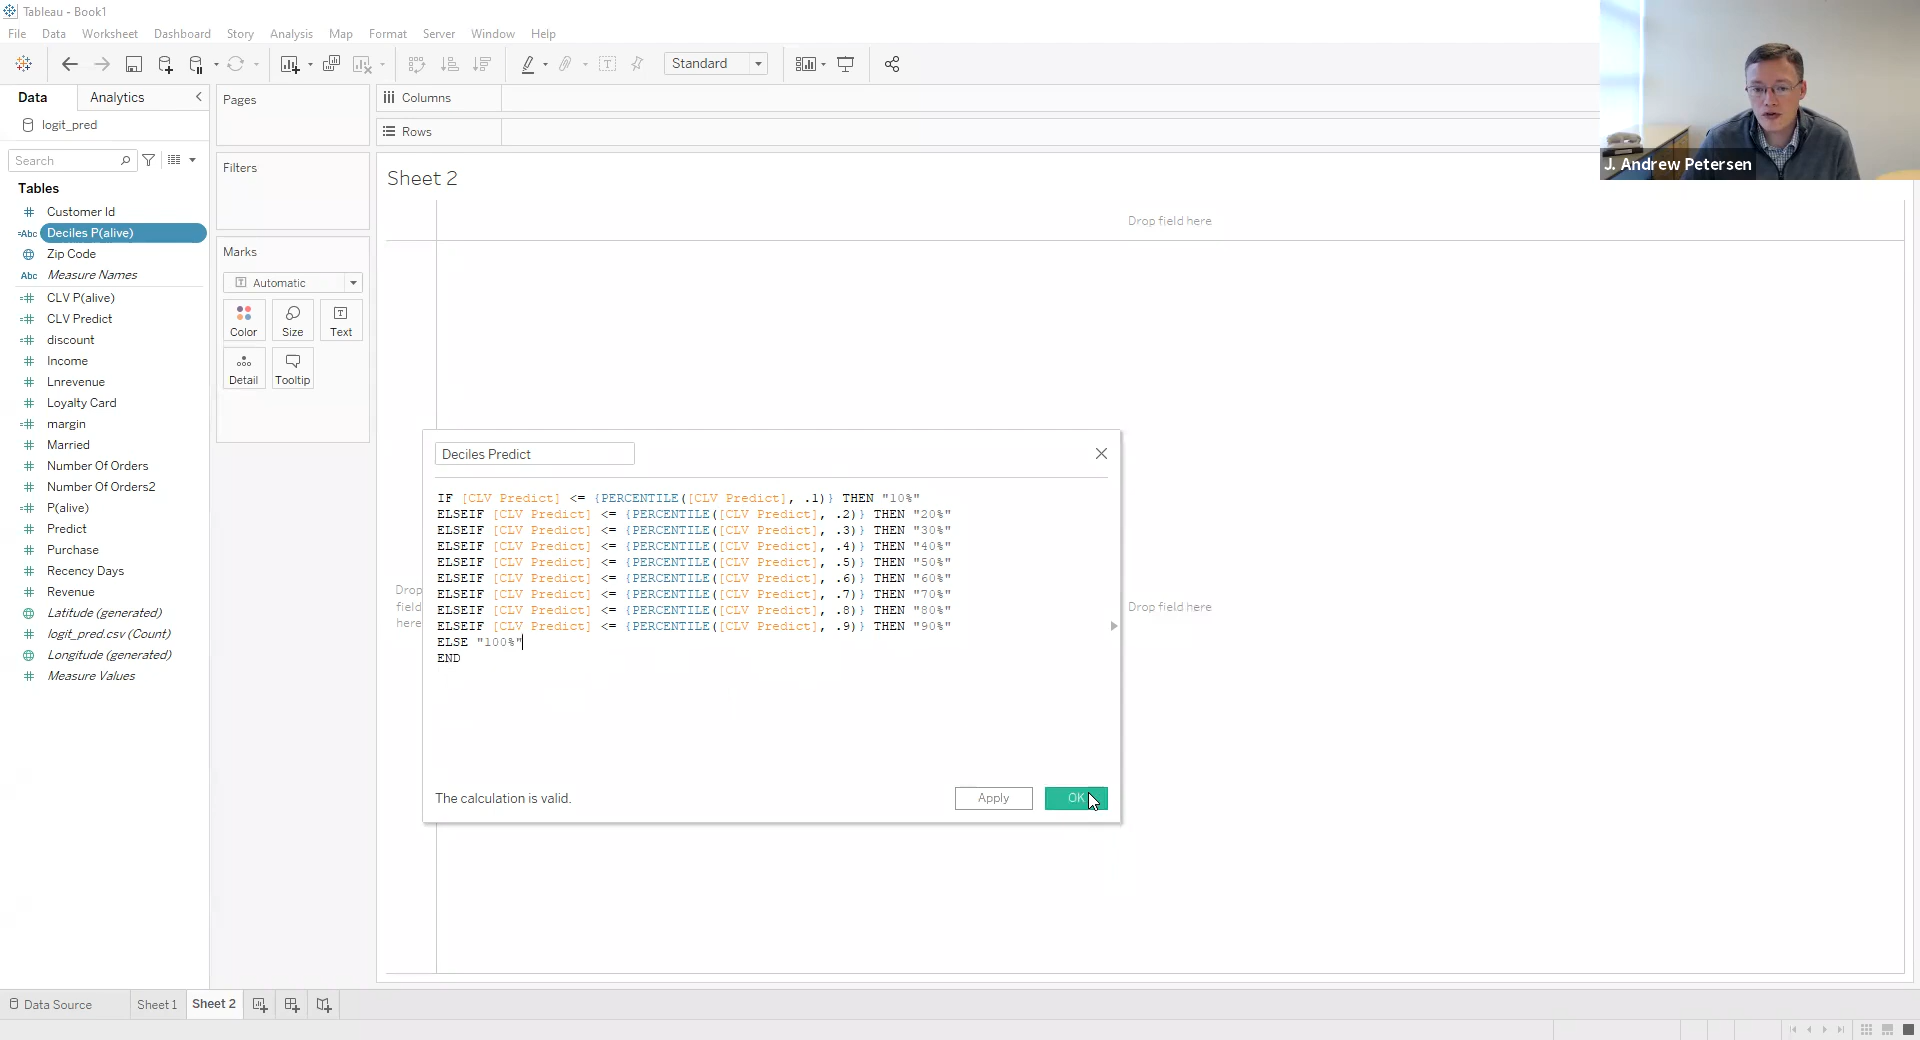 Tableau - Book1
File Data Worksheet Dashboard Story Analysis Map Format Server Window Help
Standard
Data Analytics
logit_pred
Search
Tables
# Customer Id
=Abc Deciles P(alive)
Zip Code
Abc Measure Names
=# CLV P(alive)
=# CLV Predict
=# discount
# Income
# Lnrevenue
# Loyalty Card
=# margin
# Married
# Number Of Orders
# Number Of Orders2
# P(alive)
# Predict
# Purchase
# Recency Days
# Revenue
Latitude (generated)
# logit_pred.csv (Count)
Longitude (generated)
# Measure Values
Pages
Filters
Marks
T Automatic
Color Size Text
Detail Tooltip
Columns
Rows
Sheet 2
Drop field here
Drop
field
here
Drop field here
Deciles Predict
IF [CLV Predict] <= {PERCENTILE([CLV Predict], .1)} THEN "10%"
ELSEIF [CLV Predict] <= {PERCENTILE([CLV Predict], .2)} THEN "20%"
ELSEIF [CLV Predict] <= {PERCENTILE([CLV Predict], .3)} THEN "30%"
ELSEIF [CLV Predict] <= {PERCENTILE([CLV Predict], .4)} THEN "40%"
ELSEIF [CLV Predict] <= {PERCENTILE([CLV Predict], .5)} THEN "50%"
ELSEIF [CLV Predict] <= {PERCENTILE([CLV Predict], .6)} THEN "60%"
ELSEIF [CLV Predict] <= {PERCENTILE([CLV Predict], .7)} THEN "70%"
ELSEIF [CLV Predict] <= {PERCENTILE([CLV Predict], .8)} THEN "80%"
ELSEIF [CLV Predict] <= {PERCENTILE([CLV Predict], .9)} THEN "90%"
ELSE "100%"
END
The calculation is valid.
Apply OK
J. Andrew Petersen
Data Source Sheet 1 Sheet 2